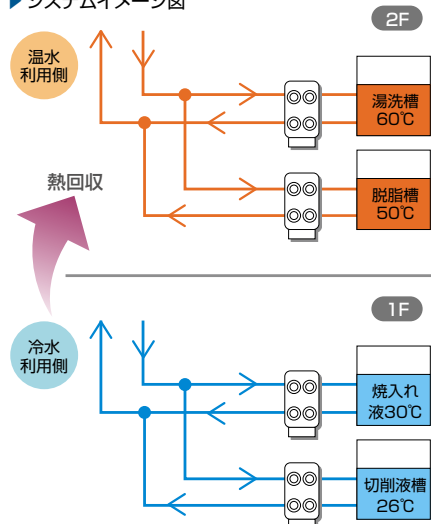 ▶システムイメージ図
2F
温水
利用側
湯洗槽
60℃
脱脂槽
50℃
熱回収
1F
冷水
利用側
焼入れ
液30℃
切削液槽
26℃